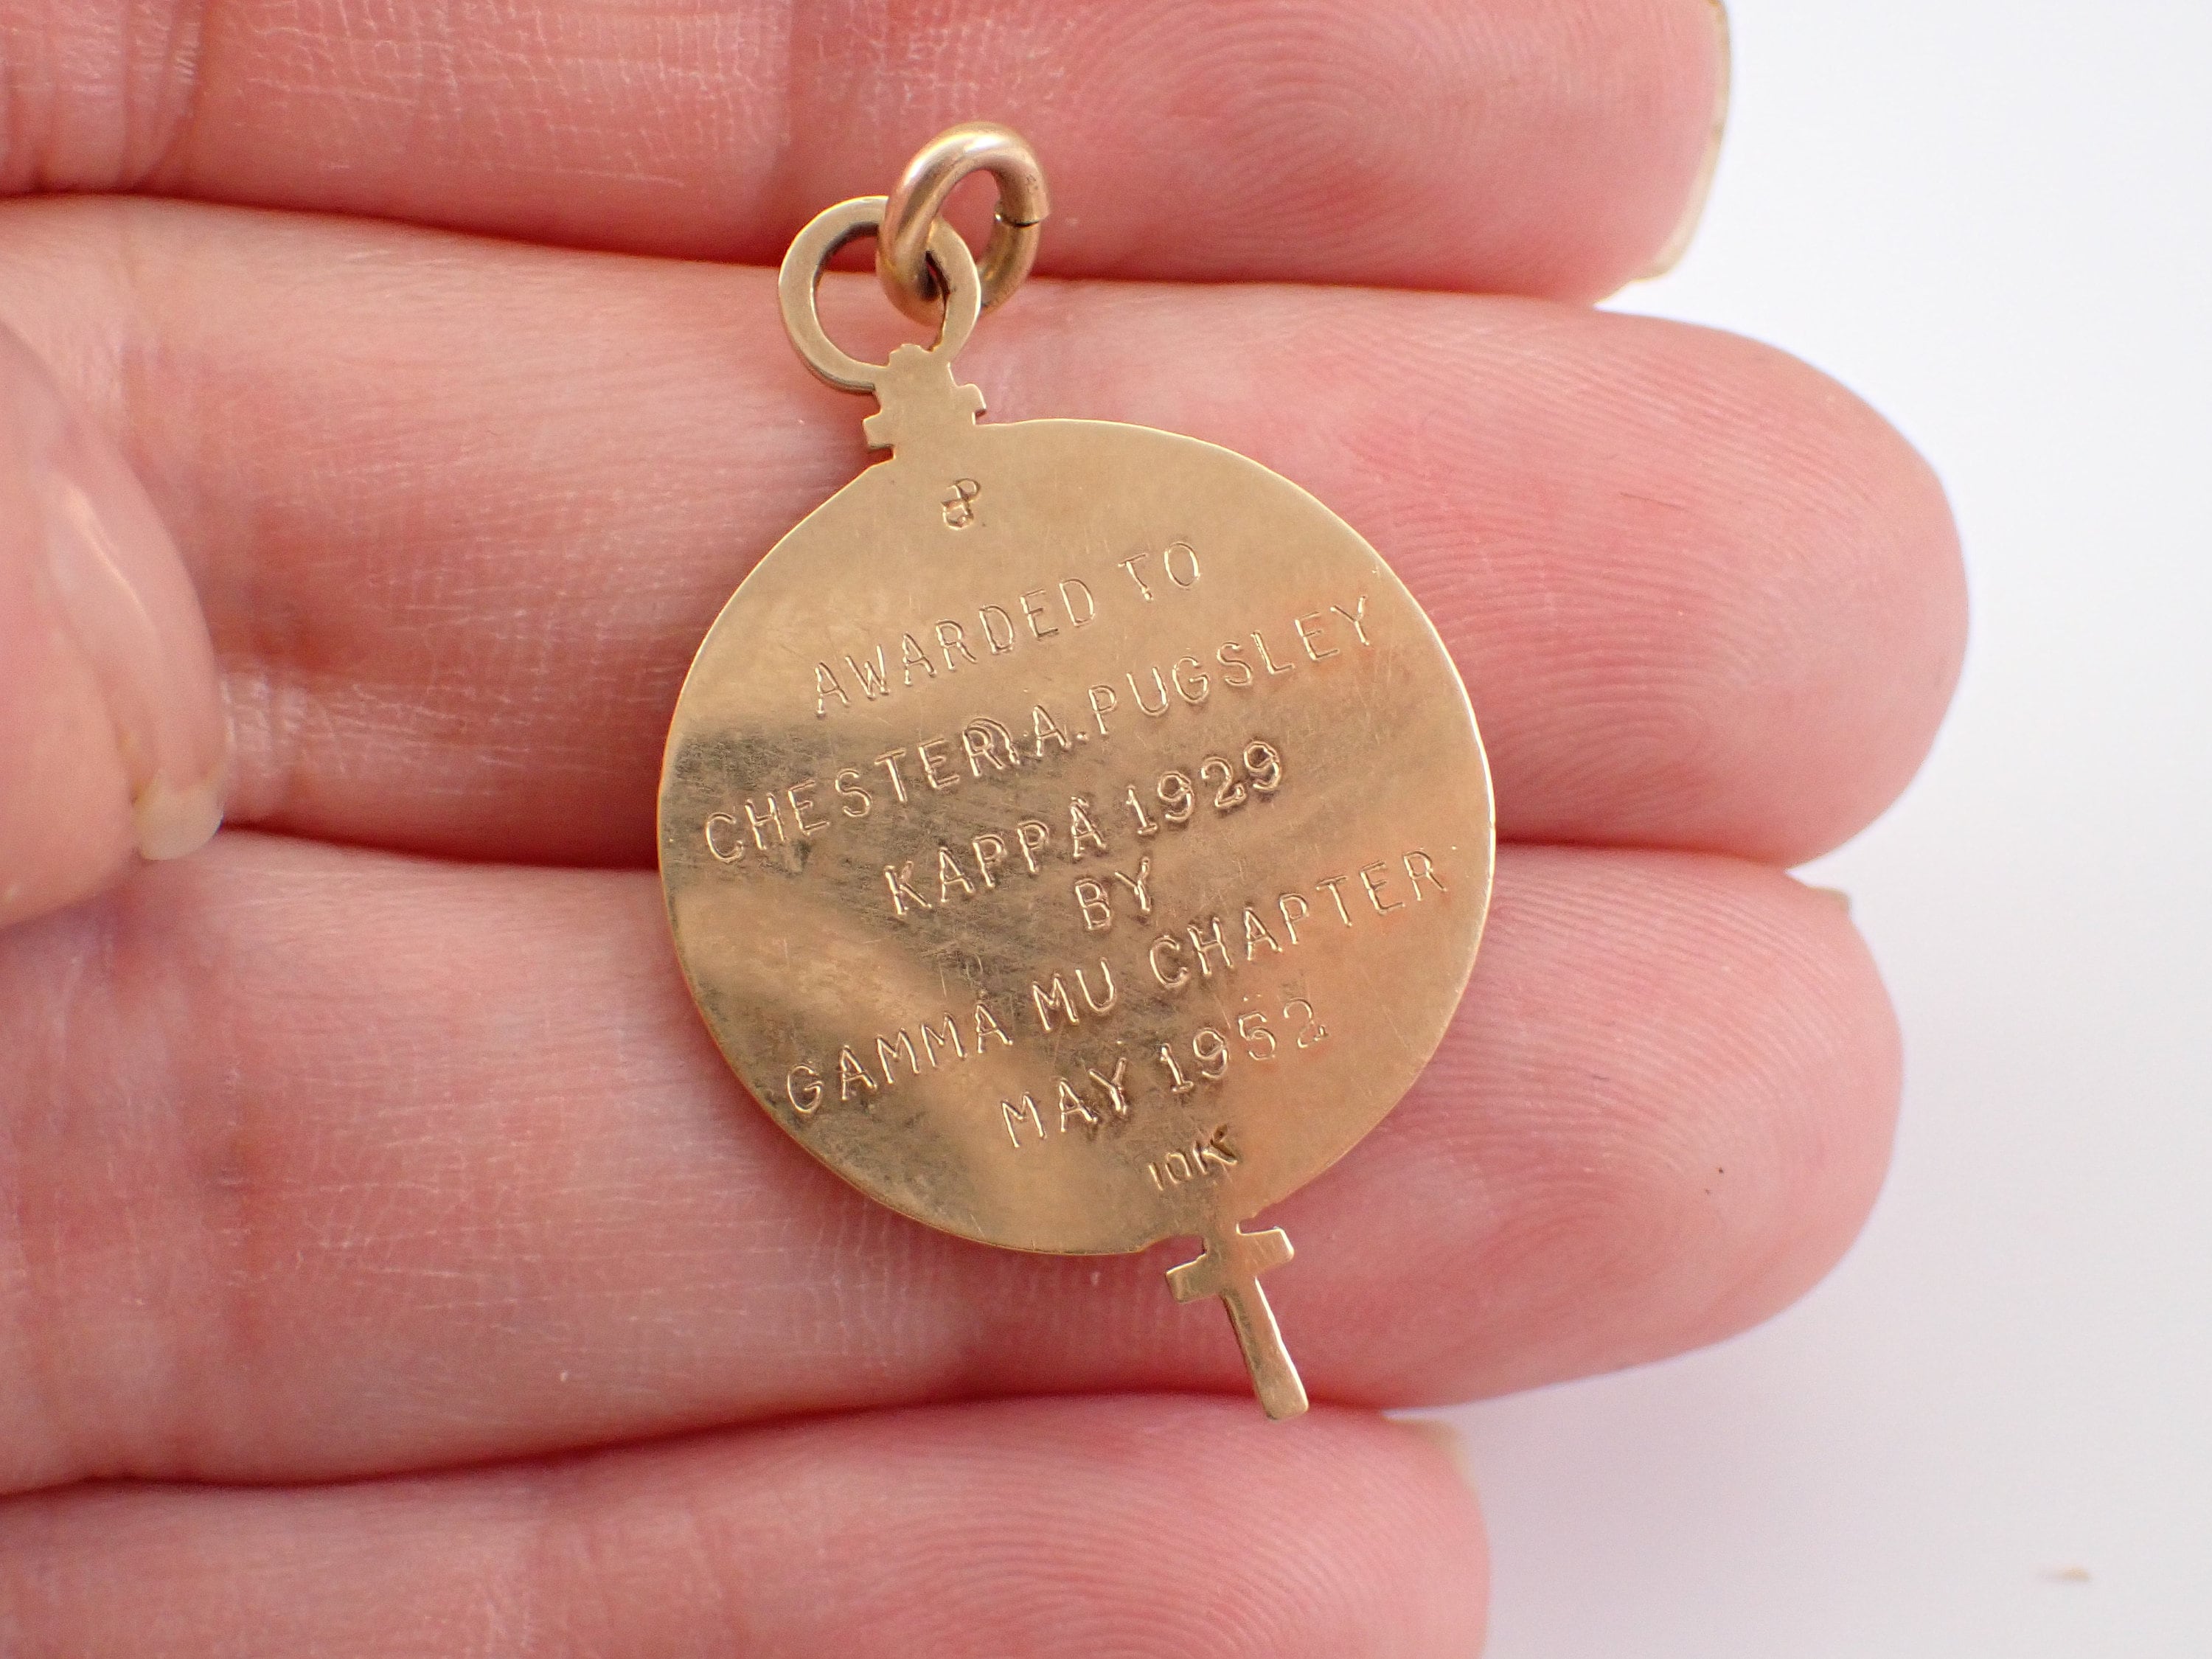 AWARDED TO
CHESTER A. PUGSLEY
KAPPA 1929
BY
GAMMA MU CHAPTER
MAY 1952
10K